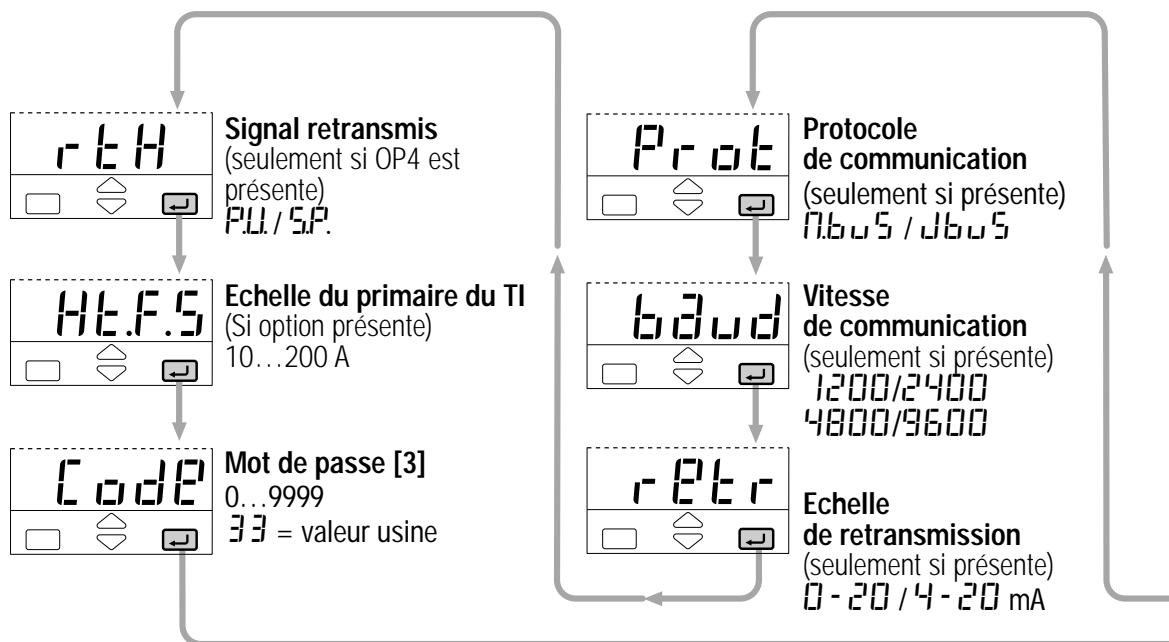 rtH
Signal retransmis
(seulement si OP4 est
présente)
P.U. / S.P.
Ht.F.S
Echelle du primaire du TI
(Si option présente)
10...200 A
CodE
Mot de passe [3]
0...9999
33 = valeur usine
Prot
Protocole
de communication
(seulement si présente)
M.buS / Jbus
baud
Vitesse
de communication
(seulement si présente)
1200/2400
4800/9600
rEtr
Echelle
de retransmission
(seulement si présente)
0 - 20 / 4 - 20 mA